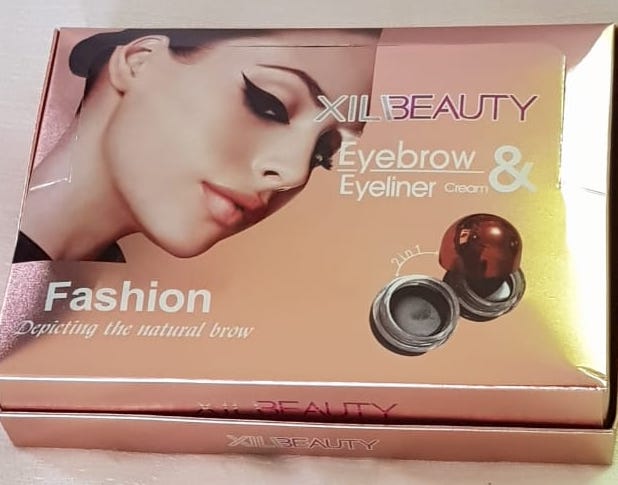 XILIBEAUTY
Eyebrow
&
Eyeliner Cream
2 in 1
Fashion
Depicting the natural brow
XILIBEAUTY
XILIBEAUTY